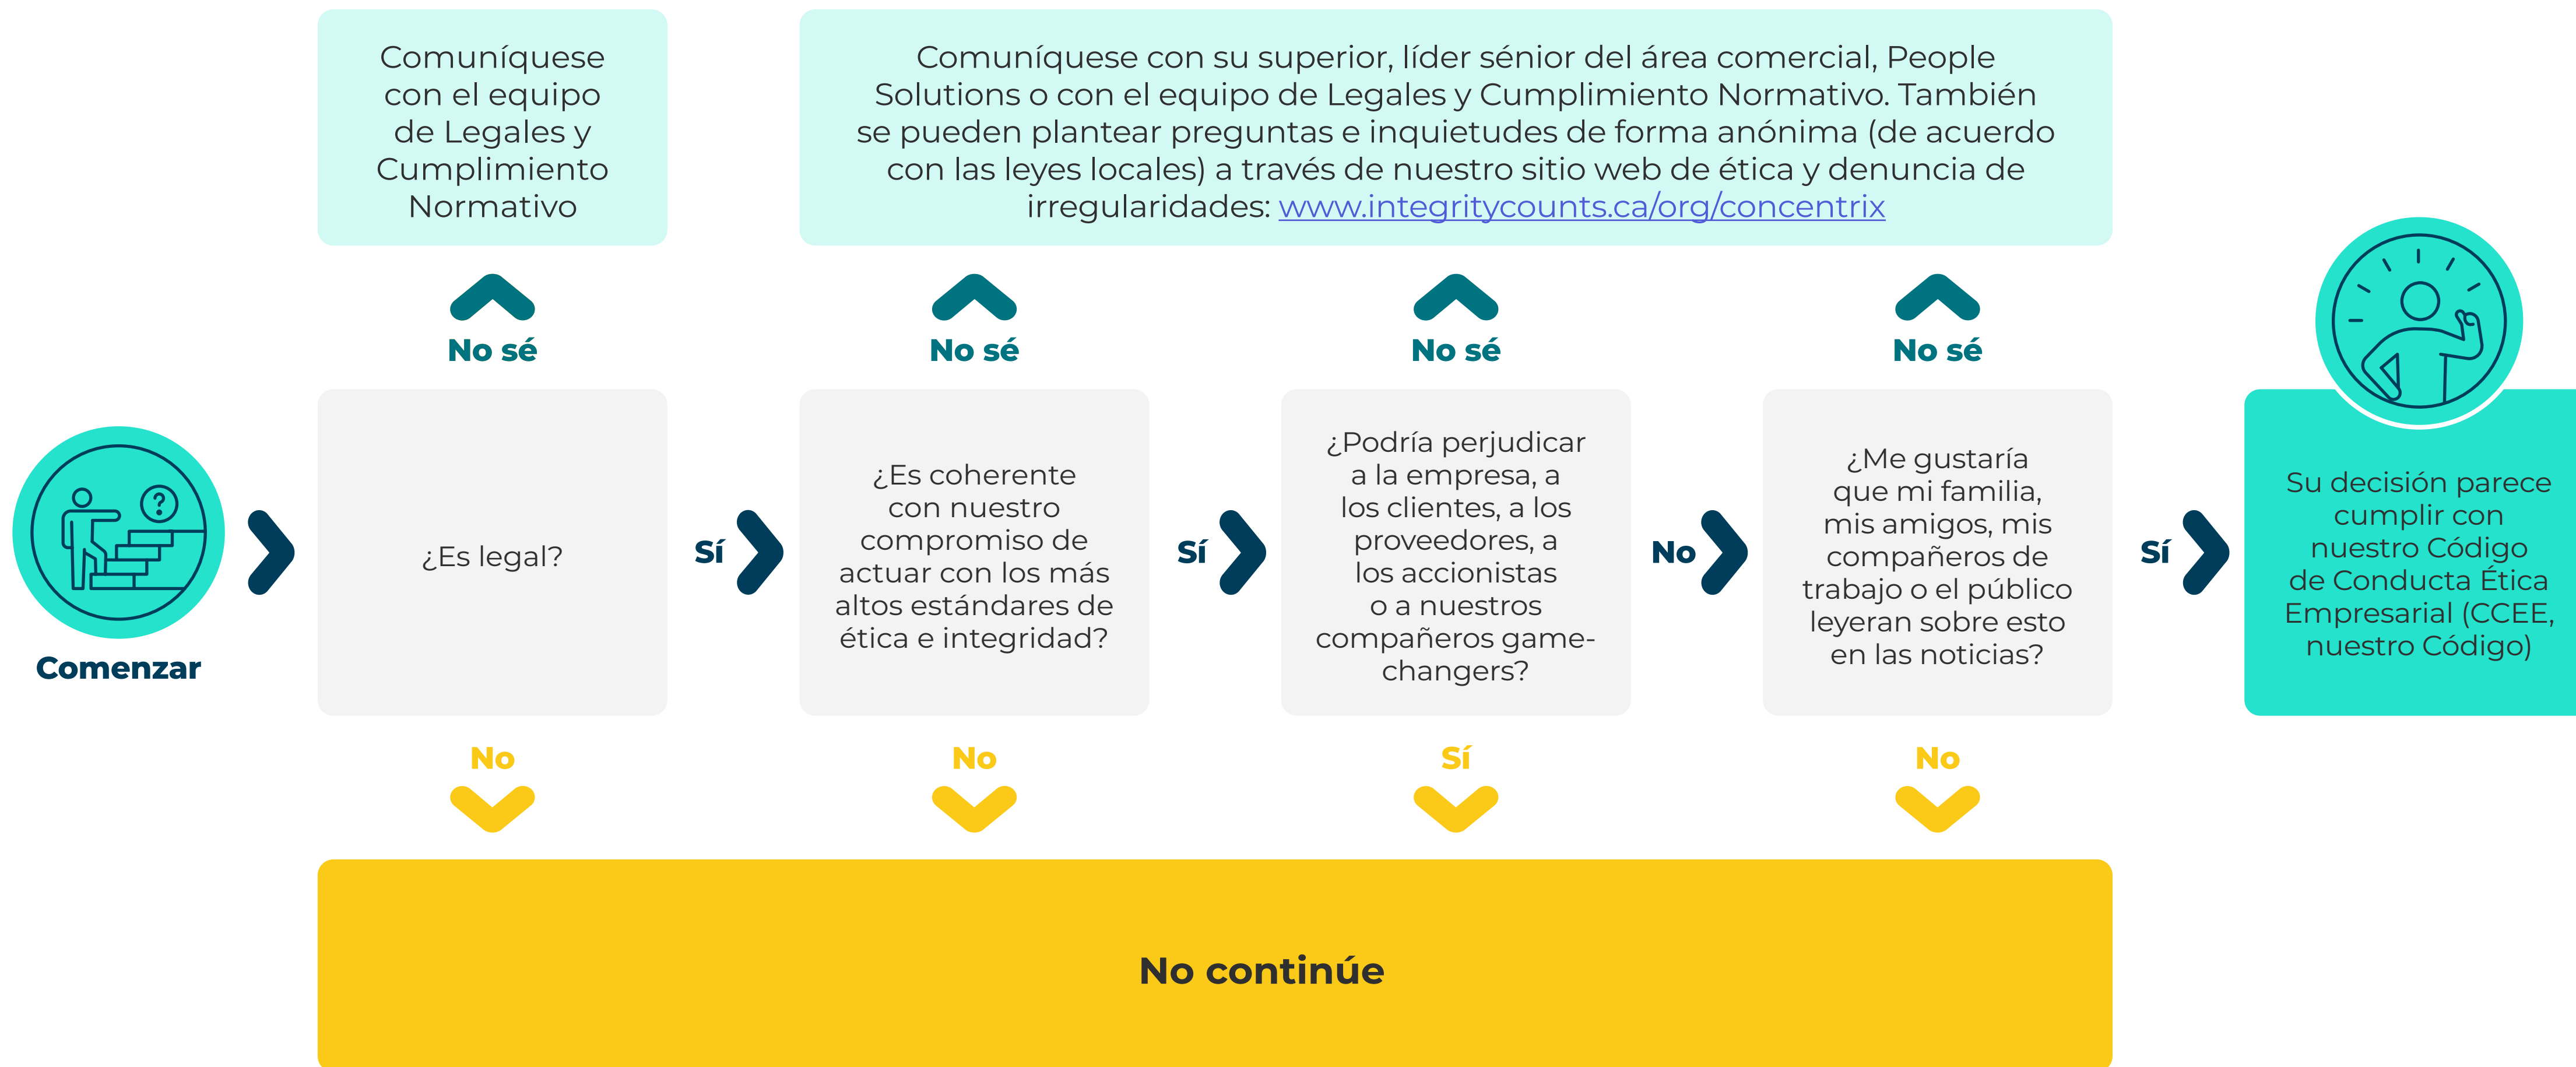 Comuníquese
con el equipo
de Legales y
Cumplimiento
Normativo
Comuníquese con su superior, líder sénior del área comercial, People
Solutions o con el equipo de Legales y Cumplimiento Normativo. También
se pueden plantear preguntas e inquietudes de forma anónima (de acuerdo
con las leyes locales) a través de nuestro sitio web de ética y denuncia de
irregularidades: www.integritycounts.ca/org/concentrix
No sé
No sé
No sé
No sé
Comenzar
¿Es legal?
Sí
¿Es coherente
con nuestro
compromiso de
actuar con los más
altos estándares de
ética e integridad?
Sí
¿Podría perjudicar
a la empresa, a
los clientes, a los
proveedores, a
los accionistas
o a nuestros
compañeros game-
changers?
No
¿Me gustaría
que mi familia,
mis amigos, mis
compañeros de
trabajo o el público
leyeran sobre esto
en las noticias?
Sí
Su decisión parece
cumplir con
nuestro Código
de Conducta Ética
Empresarial (CCEE,
nuestro Código)
No
No
Sí
No
No continúe